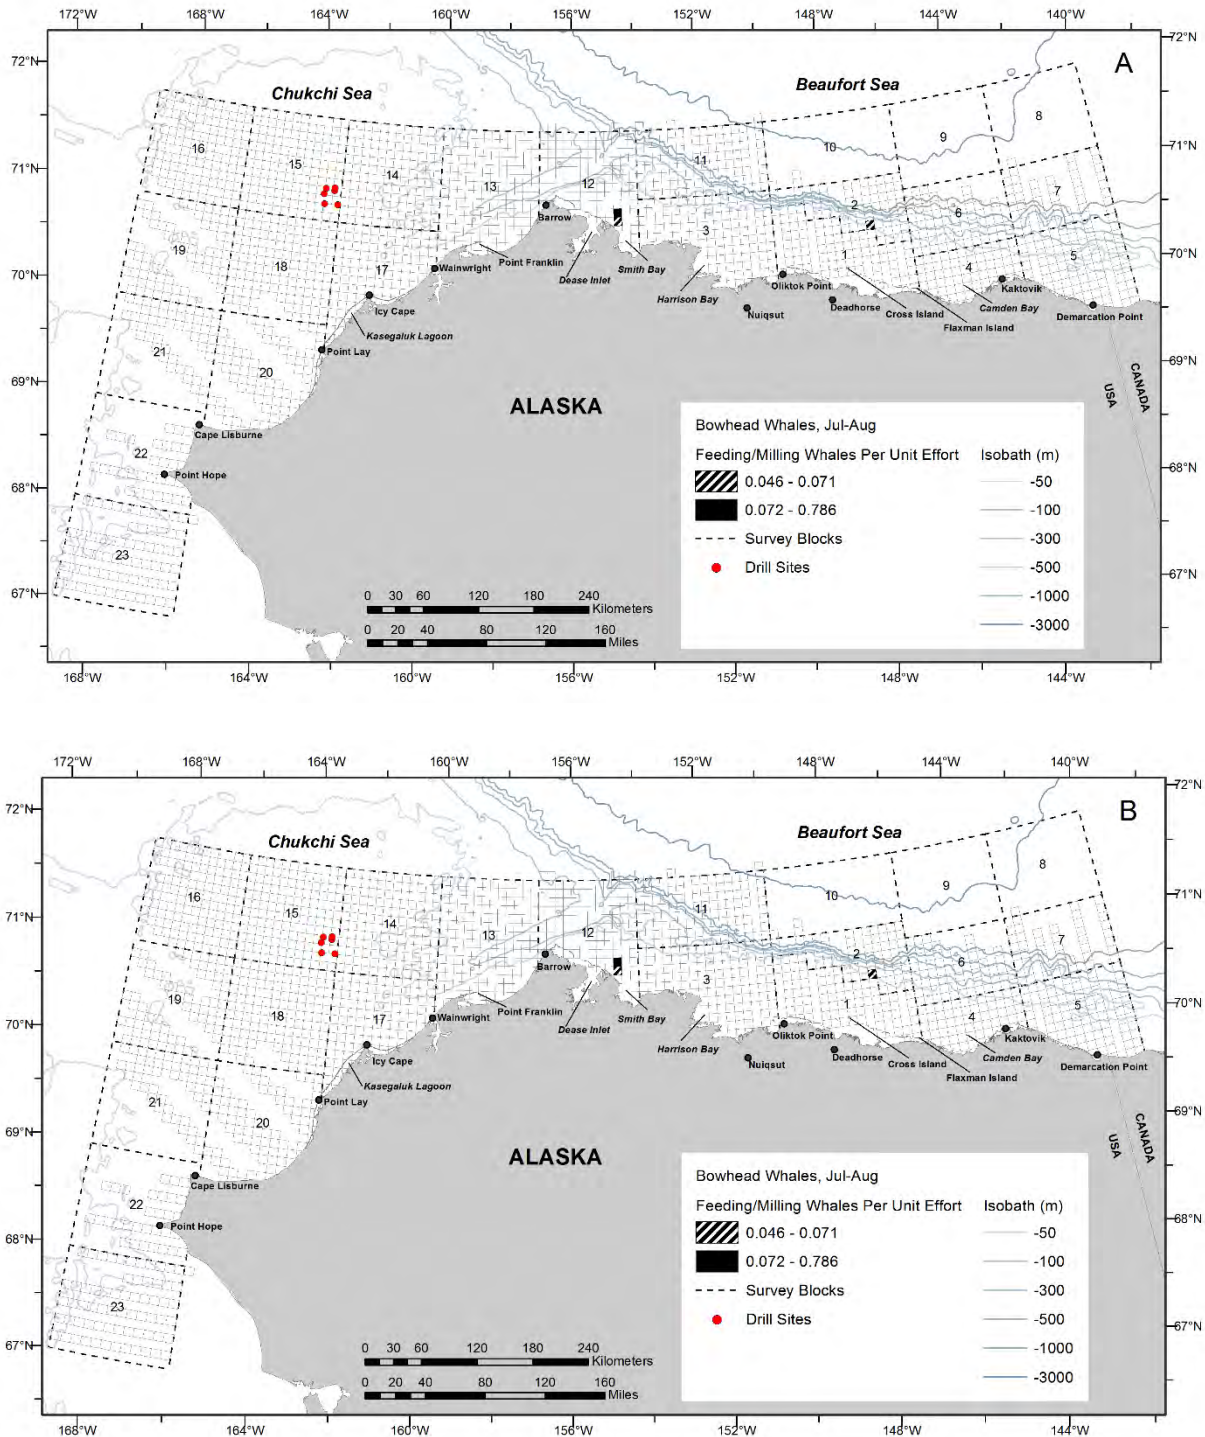 172°W 168°W 164°W 160°W 156°W 152°W 148°W 144°W 140°W
A
Chukchi Sea
Beaufort Sea
72°N
72°N
71°N
71°N
70°N
70°N
69°N
69°N
68°N
68°N
67°N
67°N
16
15
14
13
12
11
10
9
8
7
6
2
3
1
4
5
19
18
17
21
20
22
23
Barrow
Point Franklin
Wainwright
Dease Inlet
Smith Bay
Harrison Bay
Oliktok Point
Kaktovik
Icy Cape
Nuiqsut
Deadhorse
Cross Island
Camden Bay
Flaxman Island
Demarcation Point
Kasegaluk Lagoon
Point Lay
Cape Lisburne
Point Hope
ALASKA
CANADA
USA
Bowhead Whales, Jul-Aug
Feeding/Milling Whales Per Unit Effort
0.046 - 0.071
0.072 - 0.786
Survey Blocks
Drill Sites
Isobath (m)
-50
-100
-300
-500
-1000
-3000
0 30 60 120 180 240
Kilometers
0 20 40 80 120 160
Miles
168°W 164°W 160°W 156°W 152°W 148°W 144°W
172°W 168°W 164°W 160°W 156°W 152°W 148°W 144°W 140°W
B
Chukchi Sea
Beaufort Sea
72°N
72°N
71°N
71°N
70°N
70°N
69°N
69°N
68°N
68°N
67°N
67°N
16
15
14
13
12
11
10
9
8
7
6
2
3
1
4
5
19
18
17
21
20
22
23
Barrow
Point Franklin
Wainwright
Dease Inlet
Smith Bay
Harrison Bay
Oliktok Point
Kaktovik
Icy Cape
Nuiqsut
Deadhorse
Cross Island
Camden Bay
Flaxman Island
Demarcation Point
Kasegaluk Lagoon
Point Lay
Cape Lisburne
Point Hope
ALASKA
CANADA
USA
Bowhead Whales, Jul-Aug
Feeding/Milling Whales Per Unit Effort
0.046 - 0.071
0.072 - 0.786
Survey Blocks
Drill Sites
Isobath (m)
-50
-100
-300
-500
-1000
-3000
0 30 60 120 180 240
Kilometers
0 20 40 80 120 160
Miles
168°W 164°W 160°W 156°W 152°W 148°W 144°W